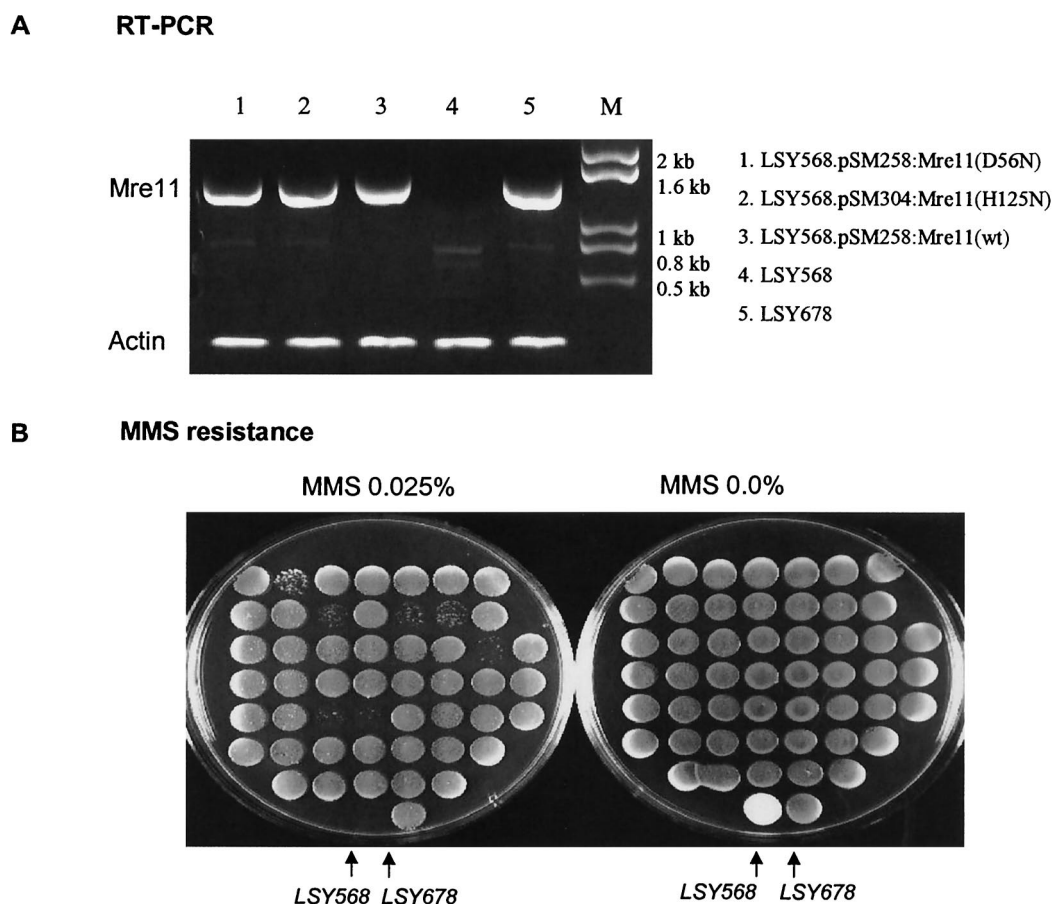 A RT-PCR
1 2 3 4 5 M
Mre11
Actin
2 kb
1.6 kb
1 kb
0.8 kb
0.5 kb
1. LSY568.pSM258:Mre11(D56N)
2. LSY568.pSM304:Mre11(H125N)
3. LSY568.pSM258:Mre11(wt)
4. LSY568
5. LSY678
B MMS resistance
MMS 0.025% MMS 0.0%
LSY568 LSY678 LSY568 LSY678